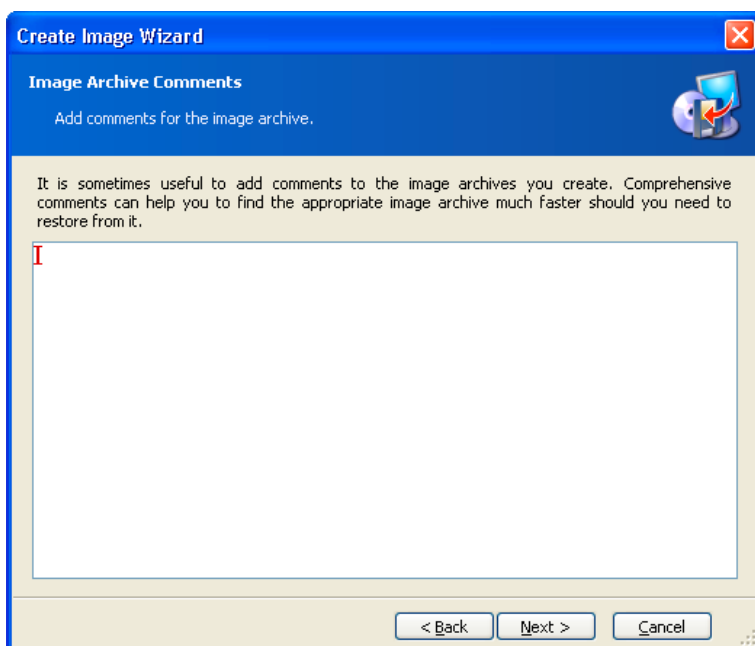 Create Image Wizard
Image Archive Comments
Add comments for the image archive.
It is sometimes useful to add comments to the image archives you create. Comprehensive
comments can help you to find the appropriate image archive much faster should you need to
restore from it.
< Back Next > Cancel